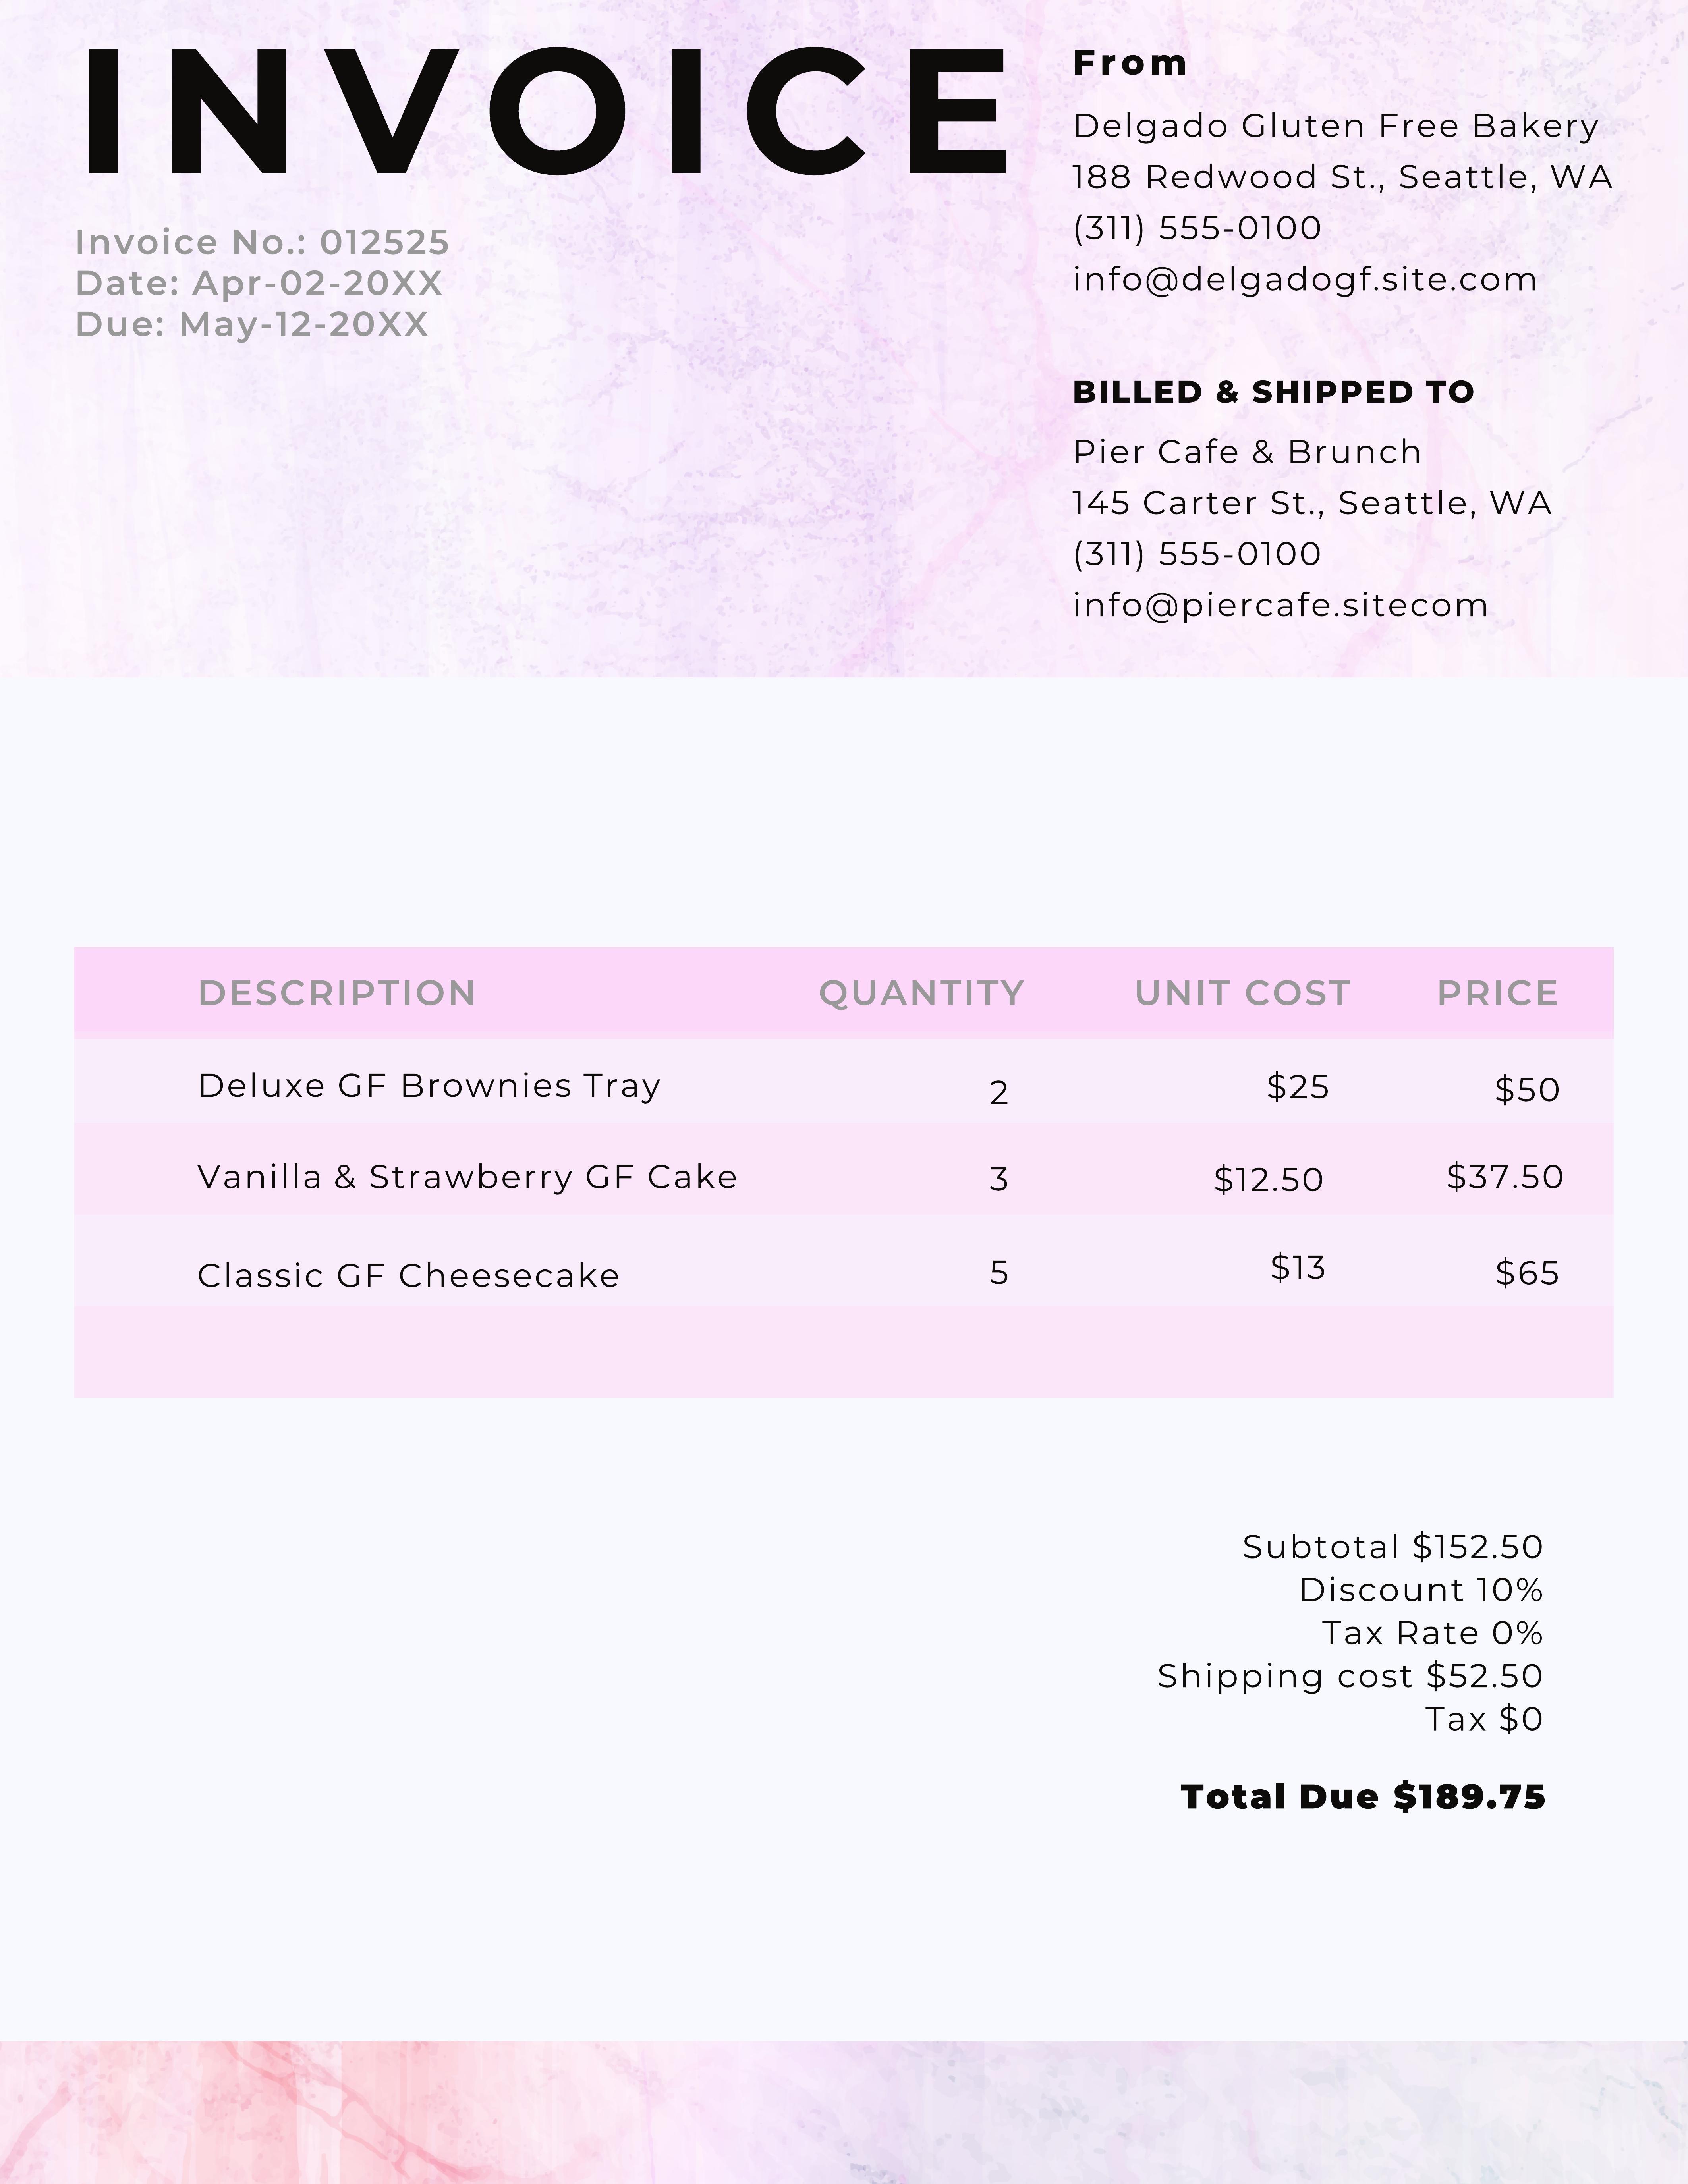 INVOICE
Invoice No.: 012525
Date: Apr-02-20XX
Due: May-12-20XX
From
Delgado Gluten Free Bakery
188 Redwood St., Seattle, WA
(311) 555-0100
info@delgadogf.site.com
BILLED & SHIPPED TO
Pier Cafe & Brunch
145 Carter St., Seattle, WA
(311) 555-0100
info@piercafe.sitecom
DESCRIPTION QUANTITY UNIT COST PRICE
Deluxe GF Brownies Tray 2 $25 $50
Vanilla & Strawberry GF Cake 3 $12.50 $37.50
Classic GF Cheesecake 5 $13 $65
Subtotal $152.50
Discount 10%
Tax Rate 0%
Shipping cost $52.50
Tax $0
Total Due $189.75